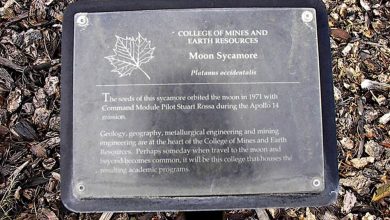 COLLEGE OF MINES AND
EARTH RESOURCES
Moon Sycamore
Platanus occidentalis
The seeds of this sycamore orbited the moon in 1971 with
Command Module Pilot Stuart Rossa during the Apollo 14
mission.
Geology, geography, metallurgical engineering and mining
engineering are at the heart of the College of Mines and Earth
Resources. Perhaps someday when travel to the moon and
beyond becomes common, it will be this college that houses the
resulting academic programs.